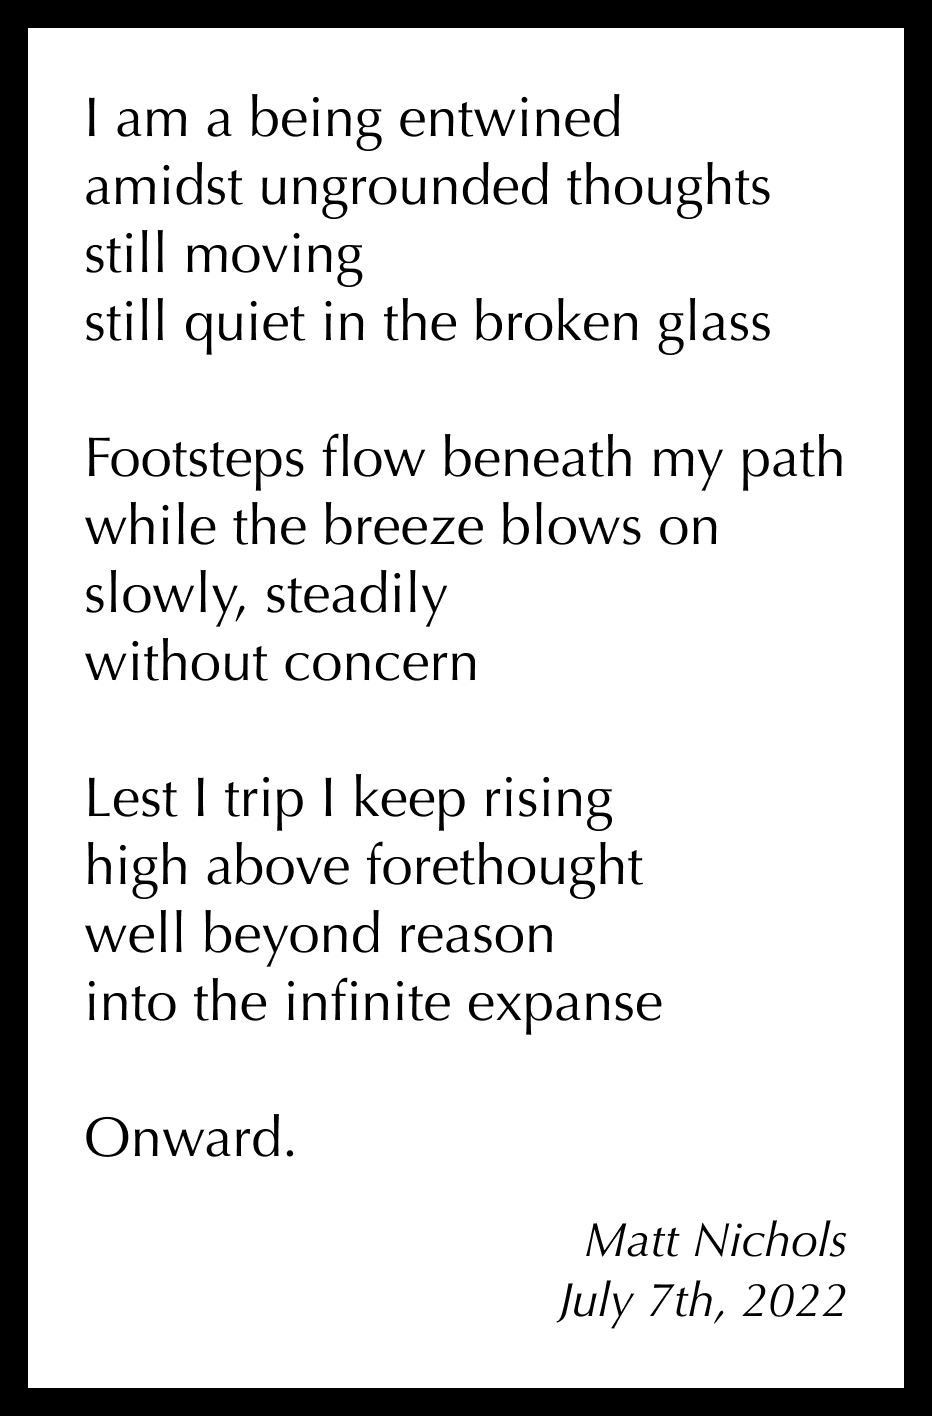 I am a being entwined
amidst ungrounded thoughts
still moving
still quiet in the broken glass

Footsteps flow beneath my path
while the breeze blows on
slowly, steadily
without concern

Lest I trip I keep rising
high above forethought
well beyond reason
into the infinite expanse

Onward.

Matt Nichols
July 7th, 2022